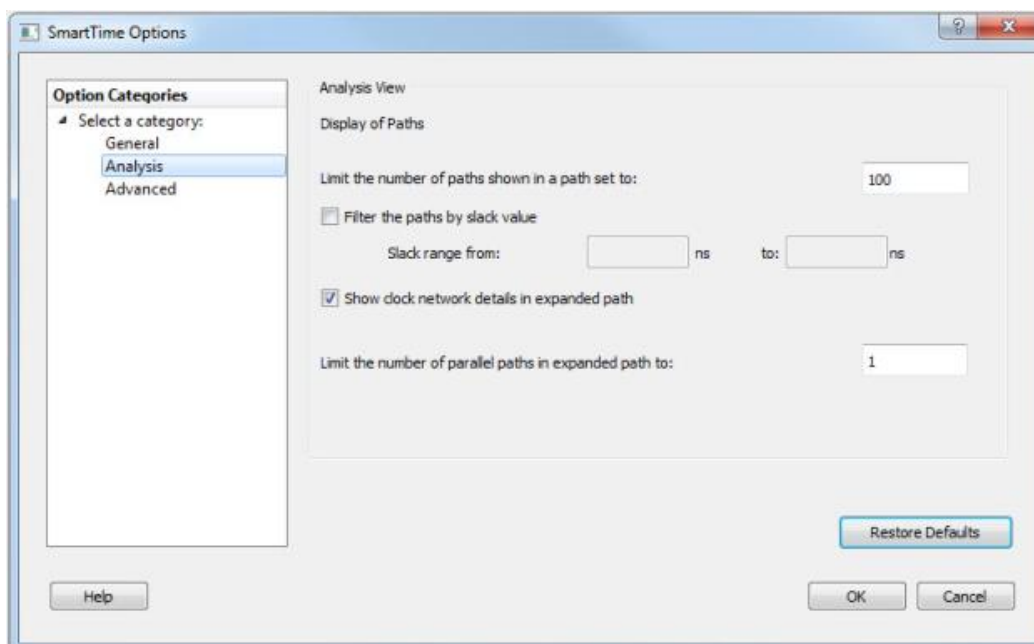 SmartTime Options
Option Categories
Select a category:
General
Analysis
Advanced
Analysis View
Display of Paths
Limit the number of paths shown in a path set to: 100
Filter the paths by slack value
Slack range from: ns to: ns
Show clock network details in expanded path
Limit the number of parallel paths in expanded path to: 1
Restore Defaults
Help OK Cancel